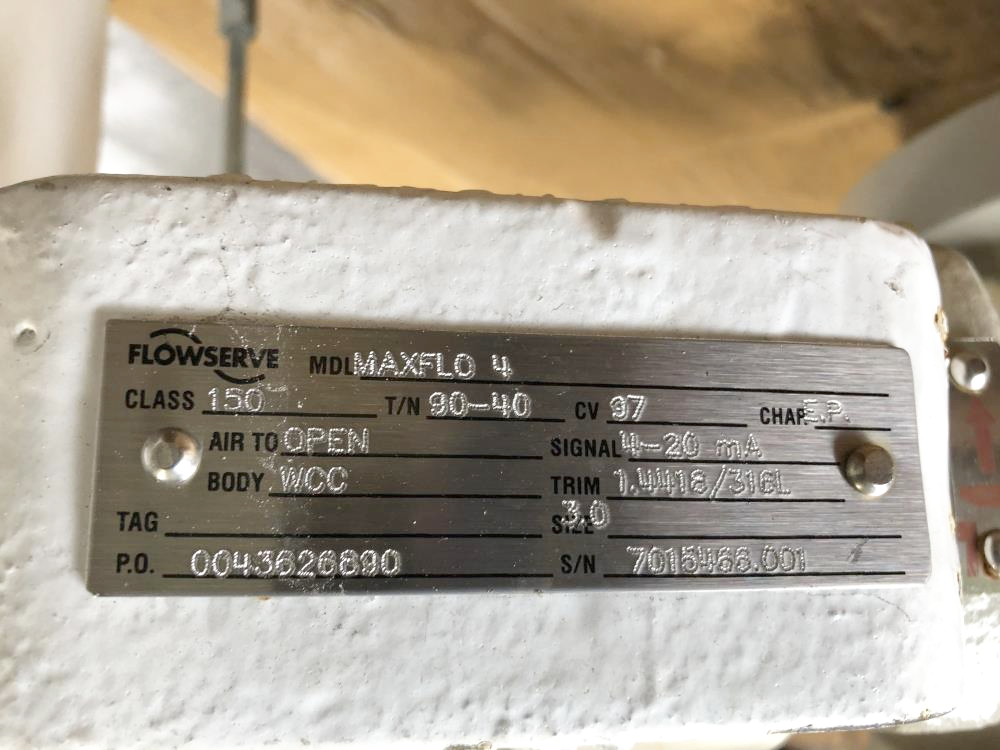 FLOWSERVE MDL MAXFLO 4
CLASS 150 T/N 90-40 CV 97 CHAR. E.P.
AIR TO OPEN SIGNAL 4-20 mA
BODY WCC TRIM 1.4418/316L
TAG SIZE 3.0
P.O. 0043626890 S/N 7015466.001